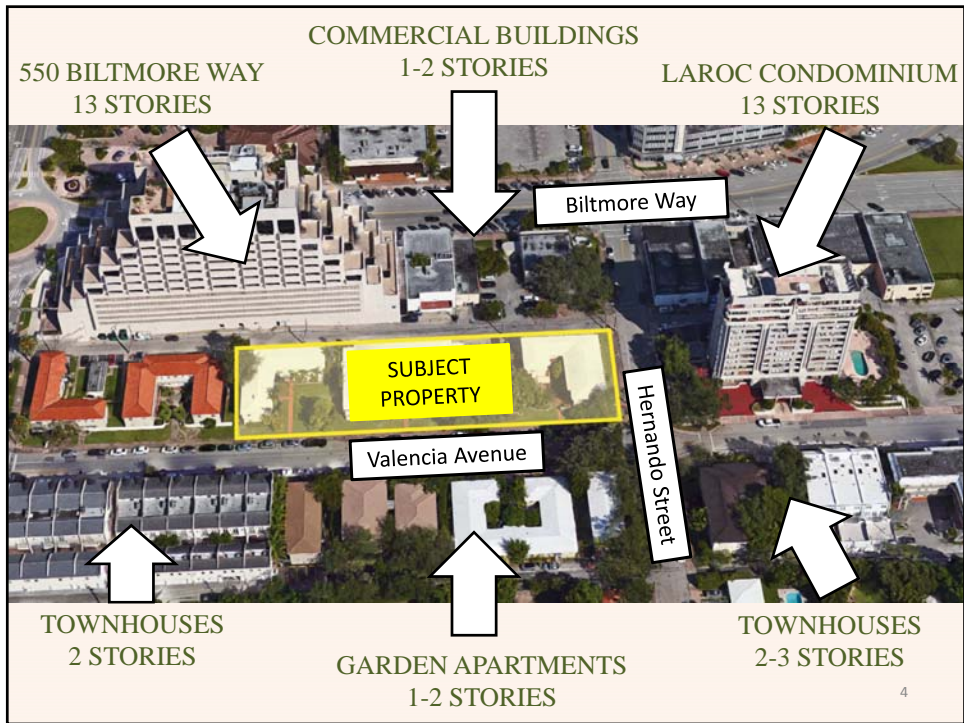 COMMERCIAL BUILDINGS
1-2 STORIES
550 BILTMORE WAY
13 STORIES
LAROC CONDOMINIUM
13 STORIES
Biltmore Way
SUBJECT
PROPERTY
Hernando Street
Valencia Avenue
TOWNHOUSES
2 STORIES
GARDEN APARTMENTS
1-2 STORIES
TOWNHOUSES
2-3 STORIES
4